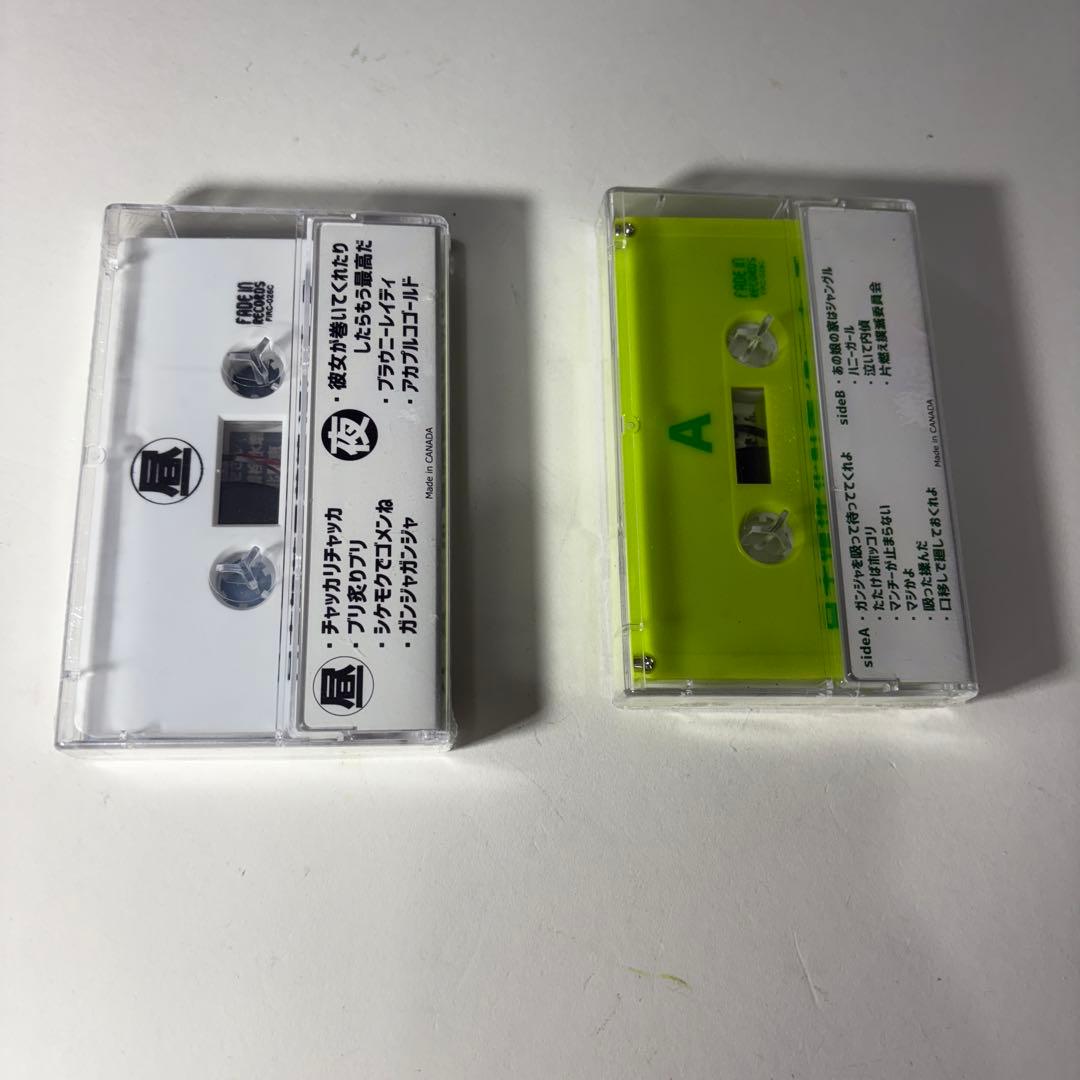 昼
FADE IN
RECORDS
FIRC-026C
昼
・チャッカリチャッカ
・ブリ炙りブリ
・シケモクでゴメンね
・ガンジャガンジャ
夜
・彼女が巻いてくれたり
したらもう最高だ
・ブラウニーレイディ
・アカプルコゴールド
Made in CANADA
A
FADE IN
RECORDS
sideA
・ガンジャを吸って待っててくれよ
・たたけばホッコリ
・マンチーが止まらない
・マジかよ
・吸った揉んだ
・口移しで廻しておくれよ
sideB
・あの娘の家はジャングル
・ハニーガール
・泣いて内偵
・片燃え撲滅委員会
Made in CANADA